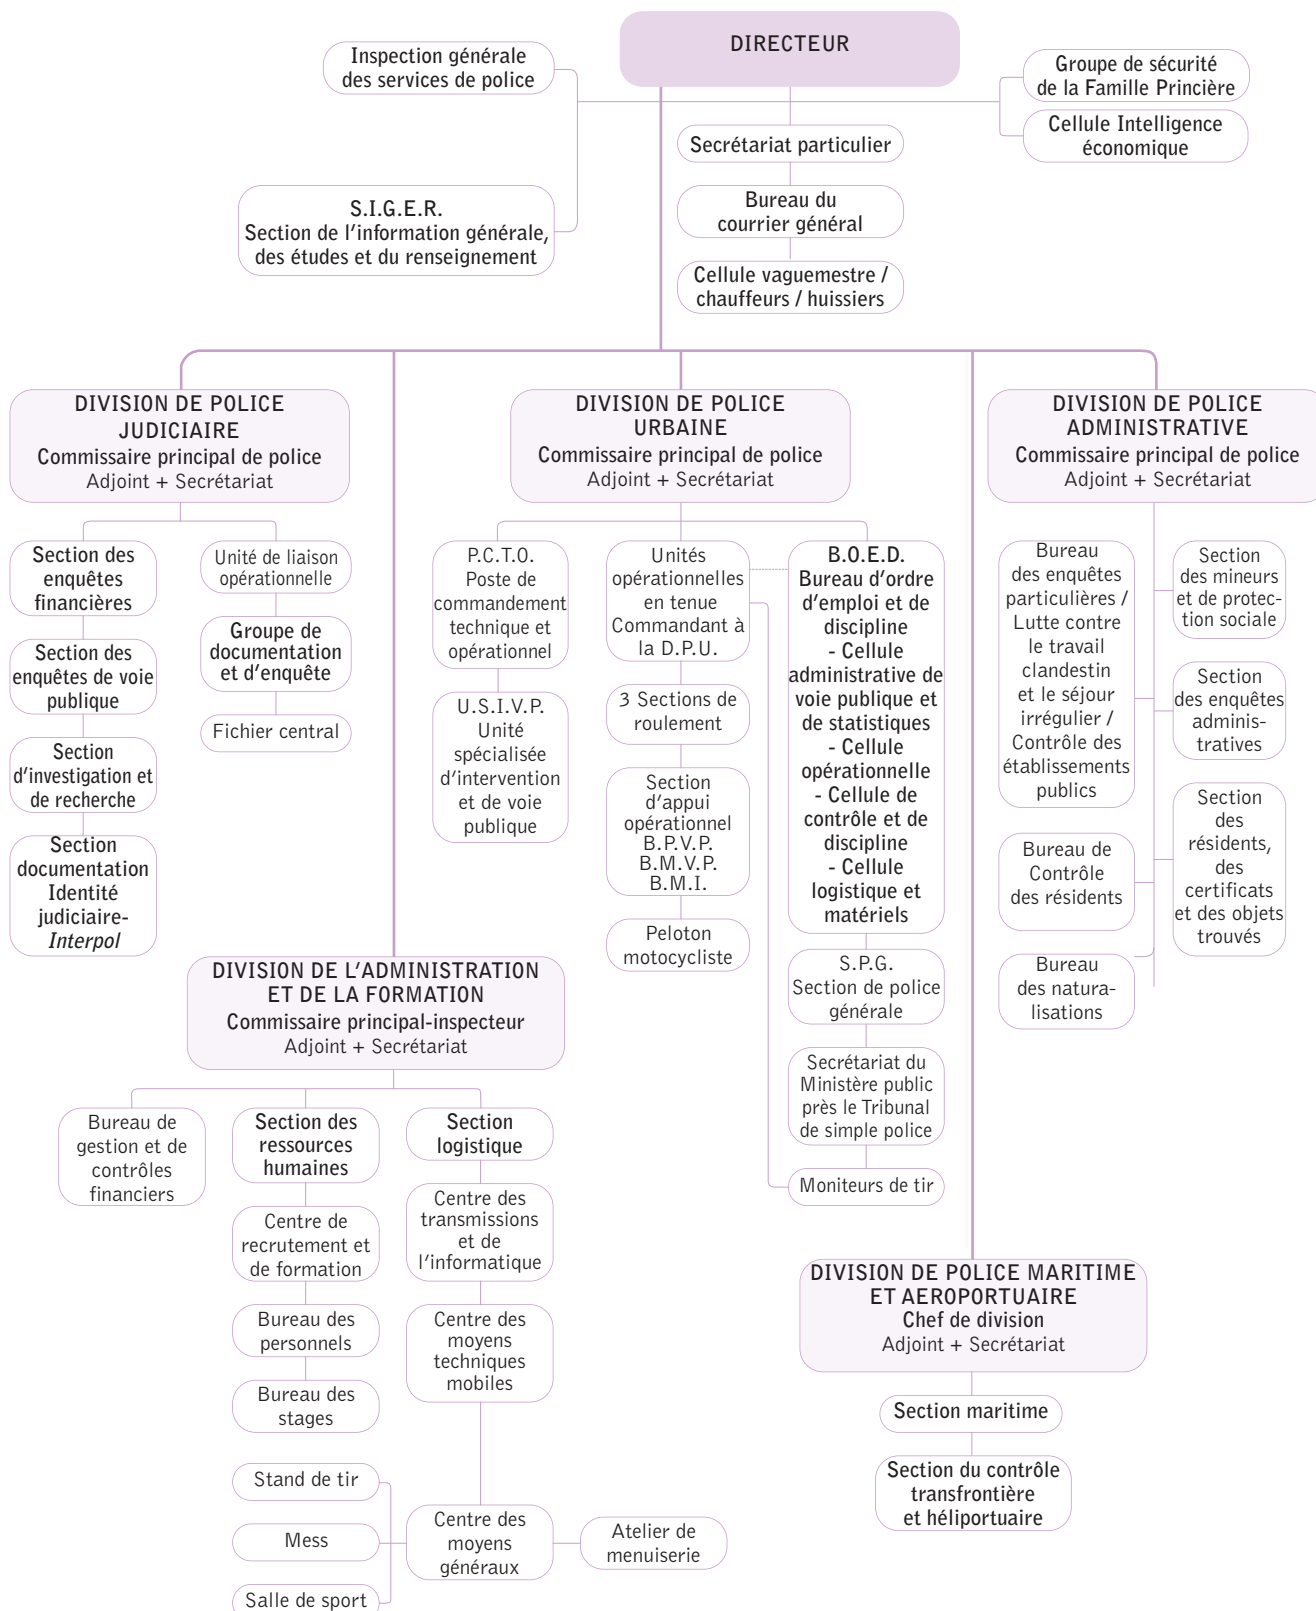 DIRECTEUR
Inspection générale
des services de police
Groupe de sécurité
de la Famille Princière
Cellule Intelligence
économique
Secrétariat particulier
S.I.G.E.R.
Section de l'information générale,
des études et du renseignement
Bureau du
courrier général
Cellule vaguemestre /
chauffeurs / huissiers
DIVISION DE POLICE
JUDICIAIRE
Commissaire principal de police
Adjoint + Secrétariat
Section des
enquêtes
financières
Section des
enquêtes de voie
publique
Section
d'investigation et
de recherche
Section
documentation
Identité
judiciaire-
Interpol
Unité de liaison
opérationnelle
Groupe de
documentation
et d'enquête
Fichier central
DIVISION DE POLICE
URBAINE
Commissaire principal de police
Adjoint + Secrétariat
P.C.T.O.
Poste de
commandement
technique et
opérationnel
U.S.I.V.P.
Unité
spécialisée
d'intervention
et de voie
publique
Unités
opérationnelles
en tenue
Commandant à
la D.P.U.
3 Sections de
roulement
Section
d'appui
opérationnel
B.P.V.P.
B.M.V.P.
B.M.I.
Peloton
motocycliste
B.O.E.D.
Bureau d'ordre
d'emploi et de
discipline
- Cellule
administrative de
voie publique et
de statistiques
- Cellule
opérationnelle
- Cellule de
contrôle et de
discipline
- Cellule
logistique et
matériels
S.P.G.
Section de police
générale
Secrétariat du
Ministère public
près le Tribunal
de simple police
Moniteurs de tir
DIVISION DE POLICE
ADMINISTRATIVE
Commissaire principal de police
Adjoint + Secrétariat
Bureau
des enquêtes
particulières /
Lutte contre
le travail
clandestin
et le séjour
irrégulier /
Contrôle des
établissements
publics
Bureau de
Contrôle
des résidents
Bureau
des natura-
lisations
Section
des mineurs
et de protec-
tion sociale
Section
des enquêtes
adminis-
tratives
Section
des
résidents,
des
certificats
et des objets
trouvés
DIVISION DE L'ADMINISTRATION
ET DE LA FORMATION
Commissaire principal-inspecteur
Adjoint + Secrétariat
Bureau de
gestion et de
contrôles
financiers
Section des
ressources
humaines
Centre de
recrutement et
de formation
Bureau des
personnels
Bureau des
stages
Section
logistique
Centre des
transmissions
et de
l'informatique
Centre des
moyens
techniques
mobiles
Stand de tir
Mess
Salle de sport
Centre des
moyens
généraux
Atelier de
menuiserie
DIVISION DE POLICE MARITIME
ET AEROPORTUAIRE
Chef de division
Adjoint + Secrétariat
Section maritime
Section du contrôle
transfrontière
et héliportuaire